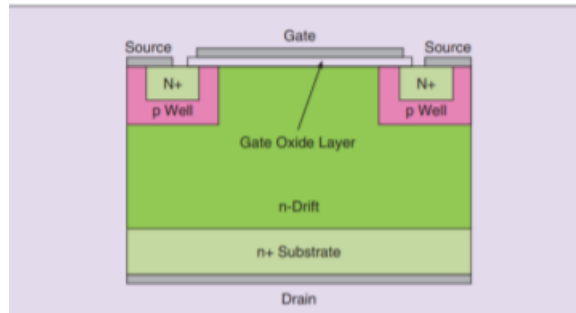 Gate
Source
Source
N+
N+
p Well
p Well
Gate Oxide Layer
n-Drift
n+ Substrate
Drain